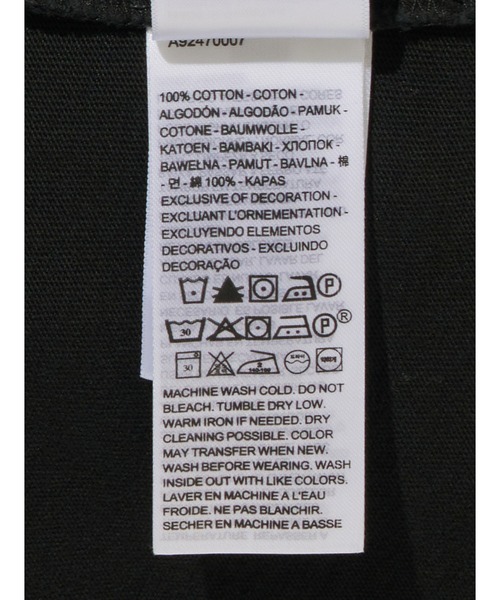 A92470007
100% COTTON - COTON -
ALGODÓN - ALGODÃO - PAMUK -
COTONE - BAUMWOLLE -
KATOEN - BAMBAKI - ХЛОПОК -
BAWEŁNA - PAMUT - BAVLNA - 棉
- 면 - 綿 100% - KAPAS
EXCLUSIVE OF DECORATION -
EXCLUANT L'ORNEMENTATION -
EXCLUYENDO ELEMENTOS
DECORATIVOS - EXCLUINDO
DECORAÇÃO
P
30 P ®
30 2
MACHINE WASH COLD. DO NOT
BLEACH. TUMBLE DRY LOW.
WARM IRON IF NEEDED. DRY
CLEANING POSSIBLE. COLOR
MAY TRANSFER WHEN NEW.
WASH BEFORE WEARING. WASH
INSIDE OUT WITH LIKE COLORS.
LAVER EN MACHINE A L'EAU
FROIDE. NE PAS BLANCHIR.
SECHER EN MACHINE A BASSE